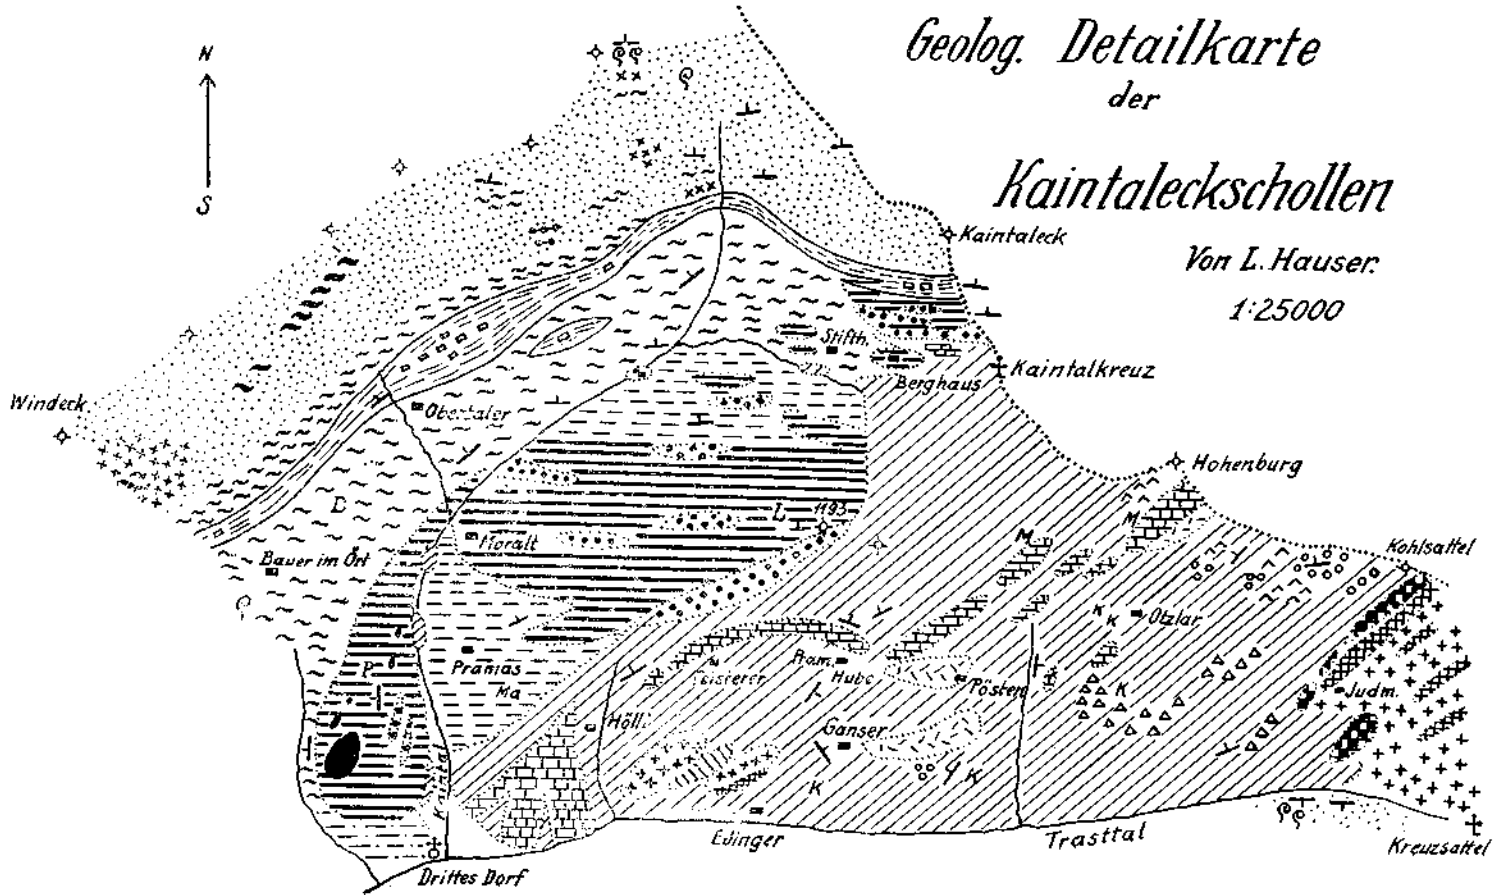 Geolog. Detailkarte
der
Kaintaleckschollen
Von L. Hauser.
1:25000
N
S
Kaintaleck
Kaintalkreuz
Stifth.
Berghaus
Windeck
Obertaler
Hohenburg
L 1193
M
M
Moralt
Kohlsattel
Bauer im Ort
K
K
Otzlar
P
Pramas
Ma
Ram.
Hube
Pösten
K
Judm.
Höll.
Ganser
K
K
Kaintal
Edinger
Trasttal
Kreuzsattel
Drittes Dorf